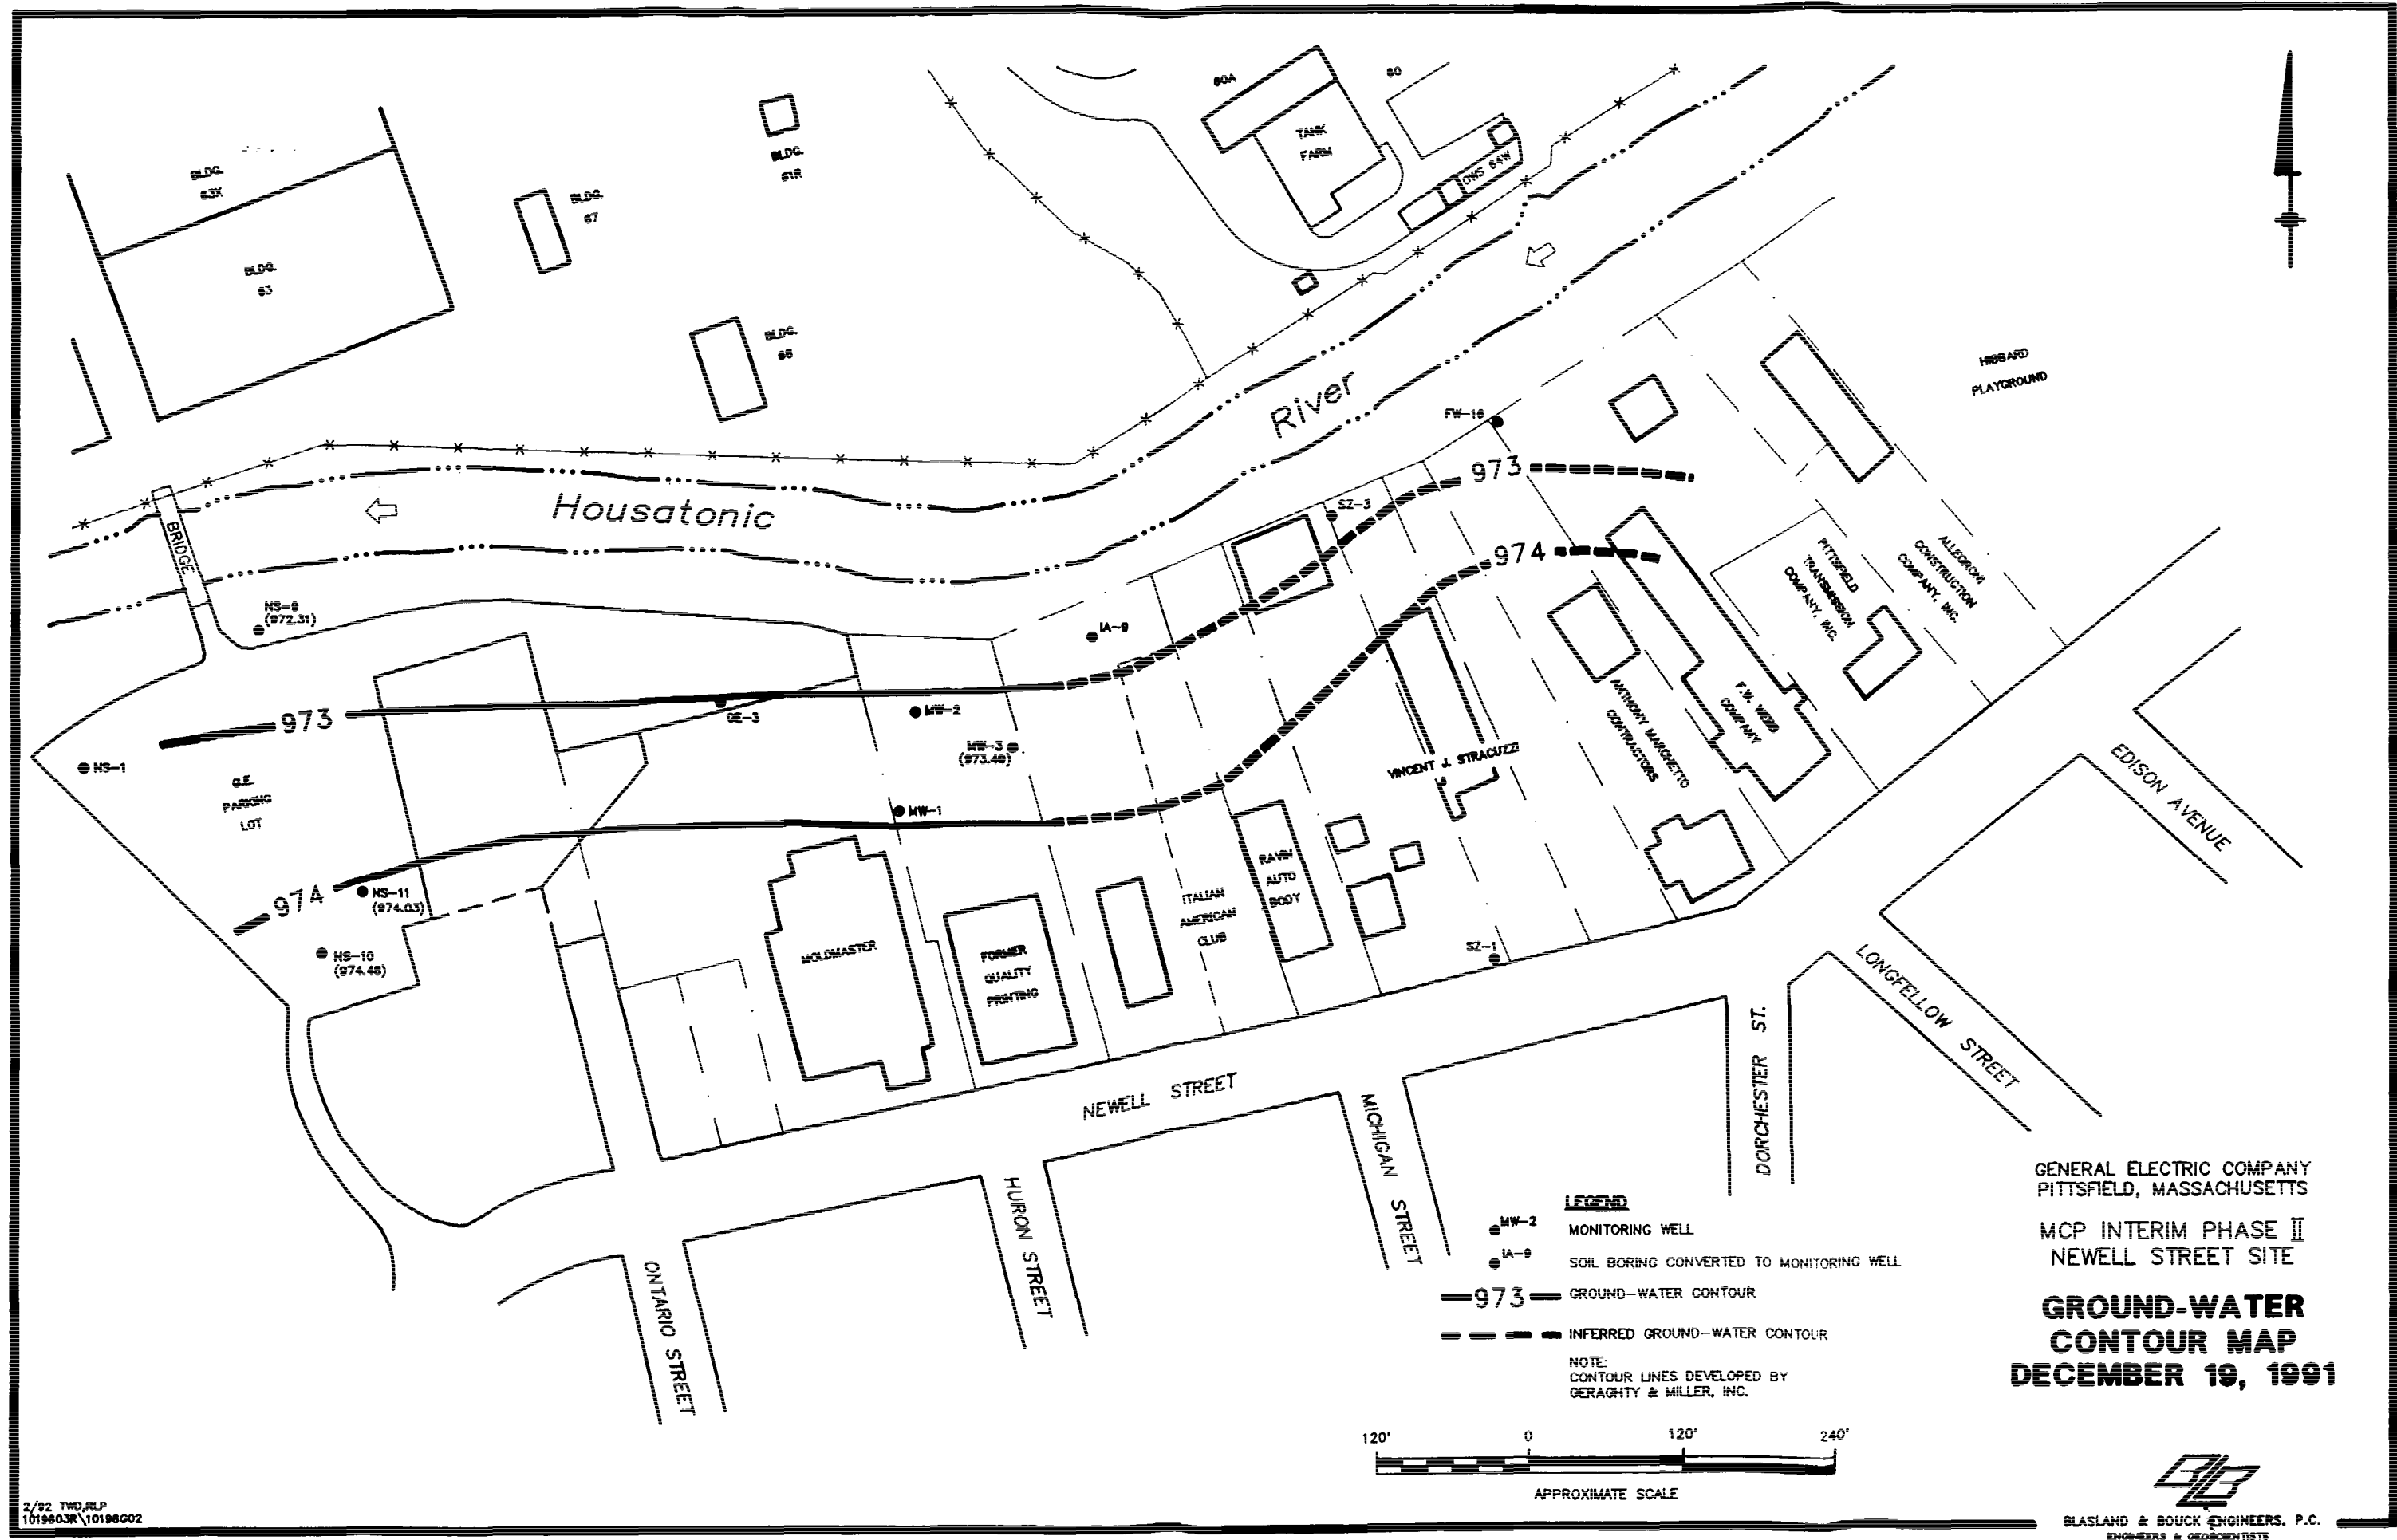 80A
80
TANK
FARM
OWS 64W
BLDG.
61R
BLDG.
63X
BLDG.
67
BLDG.
63
BLDG.
65
HIBBARD
PLAYGROUND
River
Housatonic
BRIDGE
FW-16
973
SZ-3
974
NS-9
(972.31)
IA-9
PITTSFIELD
TRANSMISSION
COMPANY, INC.
ALLEGRONI
CONSTRUCTION
COMPANY, INC.
973
GE-3
MW-2
MW-3
(973.40)
NS-1
G.E.
PARKING
LOT
MW-1
VINCENT J. STRACUZZI
ANTHONY MARCHETTO
CONTRACTORS
F.W. WEBB
COMPANY
EDISON AVENUE
974
NS-11
(974.03)
NS-10
(974.48)
MOLDMASTER
FORMER
QUALITY
PRINTING
ITALIAN
AMERICAN
CLUB
RAVIN
AUTO
BODY
SZ-1
LONGFELLOW STREET
DORCHESTER ST.
NEWELL STREET
MICHIGAN STREET
HURON STREET
ONTARIO STREET
LEGEND
MW-2 MONITORING WELL
IA-9 SOIL BORING CONVERTED TO MONITORING WELL
973 GROUND-WATER CONTOUR
INFERRED GROUND-WATER CONTOUR
NOTE:
CONTOUR LINES DEVELOPED BY
GERAGHTY & MILLER, INC.
120' 0 120' 240'
APPROXIMATE SCALE
GENERAL ELECTRIC COMPANY
PITTSFIELD, MASSACHUSETTS
MCP INTERIM PHASE II
NEWELL STREET SITE
GROUND-WATER
CONTOUR MAP
DECEMBER 19, 1991
BLASLAND & BOUCK ENGINEERS, P.C.
ENGINEERS & GEOSCIENTISTS
2/92 TWD,RLP
1019603R\10196G02